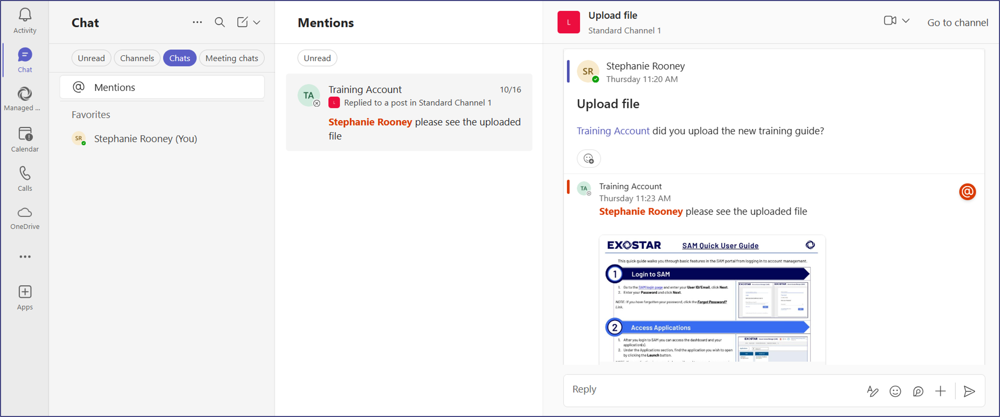 Activity
Chat
Managed ...
Calendar
Calls
OneDrive
Apps
Chat
Unread
Channels
Chats
Meeting chats
@ Mentions
Favorites
SR
Stephanie Rooney (You)
Mentions
Unread
TA
Training Account
10/16
L
Replied to a post in Standard Channel 1
Stephanie Rooney please see the uploaded
file
L
Upload file
Standard Channel 1
Go to channel
SR
Stephanie Rooney
Thursday 11:20 AM
Upload file
Training Account did you upload the new training guide?
TA
Training Account
Thursday 11:23 AM
@
Stephanie Rooney please see the uploaded file
EXOSTAR
SAM Quick User Guide
This quick guide walks you through basic features in the SAM portal from logging in to account management.
1
Login to SAM
1. Go to the SAM login page and enter your User ID/Email, click Next.
2. Enter your Password and click Next.
NOTE: If you have forgotten your password, click the Forgot Password?
Link.
EXOSTAR
EXOSTAR
2
Access Applications
1. After you login to SAM you can access the dashboard and your
application(s).
2. Under the Applications section, find the application you wish to open
by clicking the Launch button.
EXOSTAR
Reply